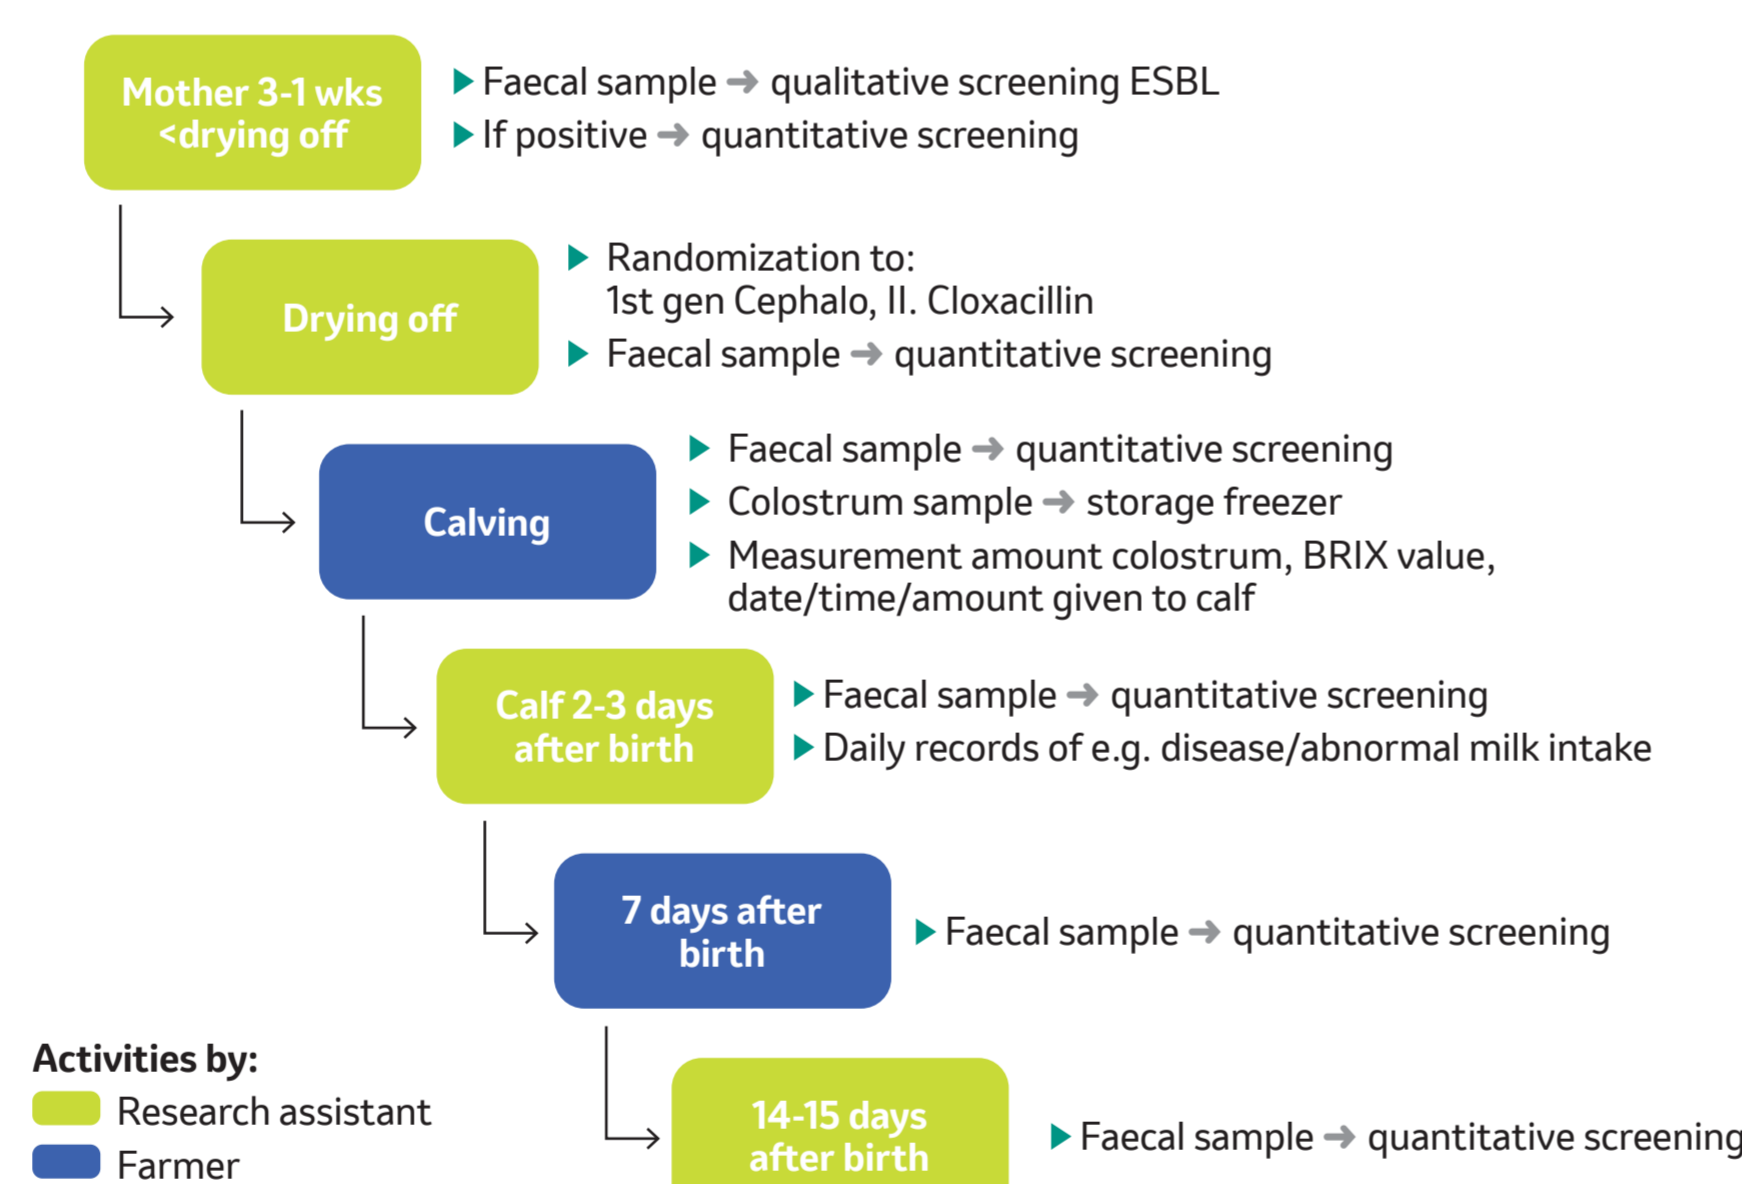 Mother 3-1 wks
<drying off
▶ Faecal sample ➜ qualitative screening ESBL
▶ If positive ➜ quantitative screening
Drying off
▶ Randomization to:
1st gen Cephalo, II. Cloxacillin
▶ Faecal sample ➜ quantitative screening
Calving
▶ Faecal sample ➜ quantitative screening
▶ Colostrum sample ➜ storage freezer
▶ Measurement amount colostrum, BRIX value,
date/time/amount given to calf
Calf 2-3 days
after birth
▶ Faecal sample ➜ quantitative screening
▶ Daily records of e.g. disease/abnormal milk intake
7 days after
birth
▶ Faecal sample ➜ quantitative screening
14-15 days
after birth
▶ Faecal sample ➜ quantitative screening
Activities by:
Research assistant
Farmer